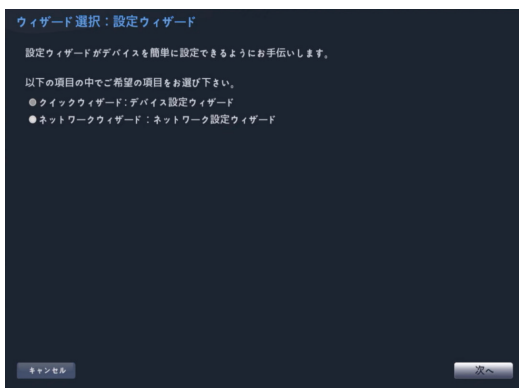 ウィザード選択：設定ウィザード
設定ウィザードがデバイスを簡単に設定できるようにお手伝いします。
以下の項目の中でご希望の項目をお選び下さい。
クイックウィザード：デバイス設定ウィザード
ネットワークウィザード：ネットワーク設定ウィザード
キャンセル
次へ